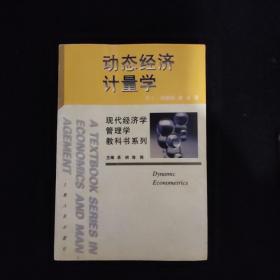 动态经济
计量学
现代经济学
管理学
教科书系列
Dynamic
Econometrics
A TEXTBOOK SERIES IN
ECONOMICS AND MAN-
AGEMENT